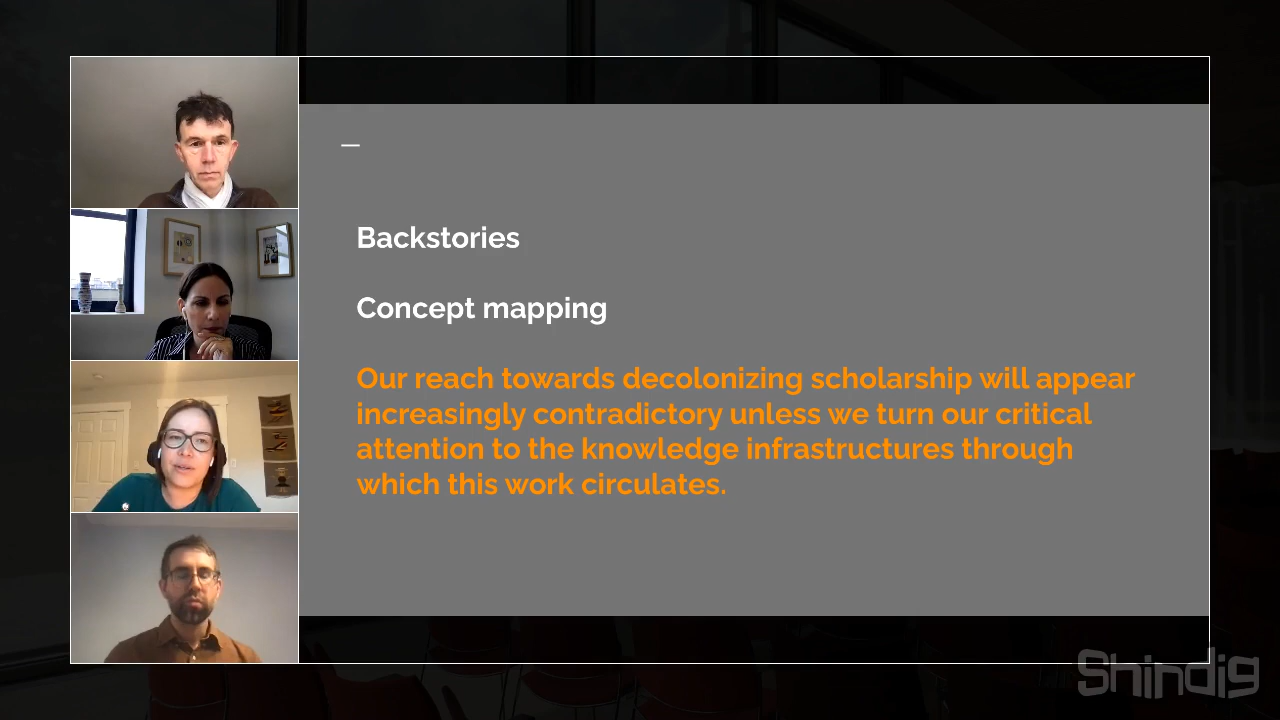 Backstories
Concept mapping
Our reach towards decolonizing scholarship will appear
increasingly contradictory unless we turn our critical
attention to the knowledge infrastructures through
which this work circulates.
Shindig